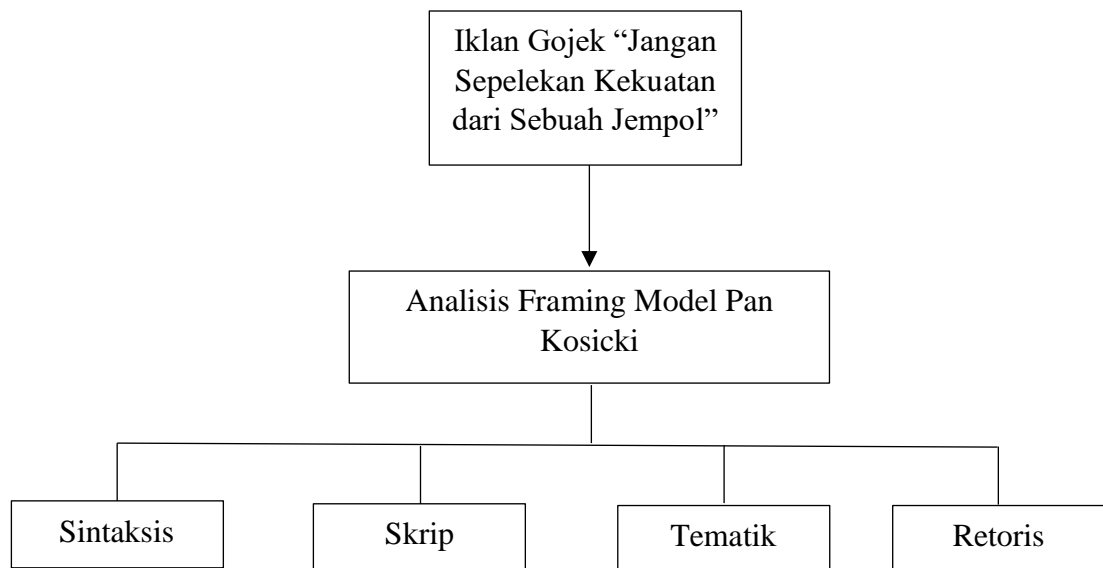 Iklan Gojek “Jangan
Sepelekan Kekuatan
dari Sebuah Jempol”
Analisis Framing Model Pan
Kosicki
Sintaksis
Skrip
Tematik
Retoris